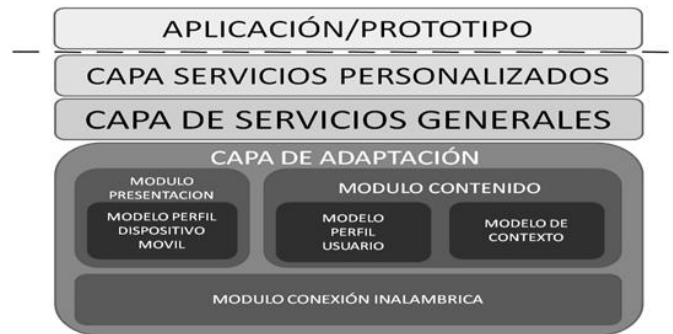 APLICACIÓN/PROTOTIPO
CAPA SERVICIOS PERSONALIZADOS
CAPA DE SERVICIOS GENERALES
CAPA DE ADAPTACIÓN
MODULO
PRESENTACION
MODELO PERFIL
DISPOSITIVO
MOVIL
MODULO CONTENIDO
MODELO
PERFIL
USUARIO
MODELO DE
CONTEXTO
MODULO CONEXIÓN INALAMBRICA